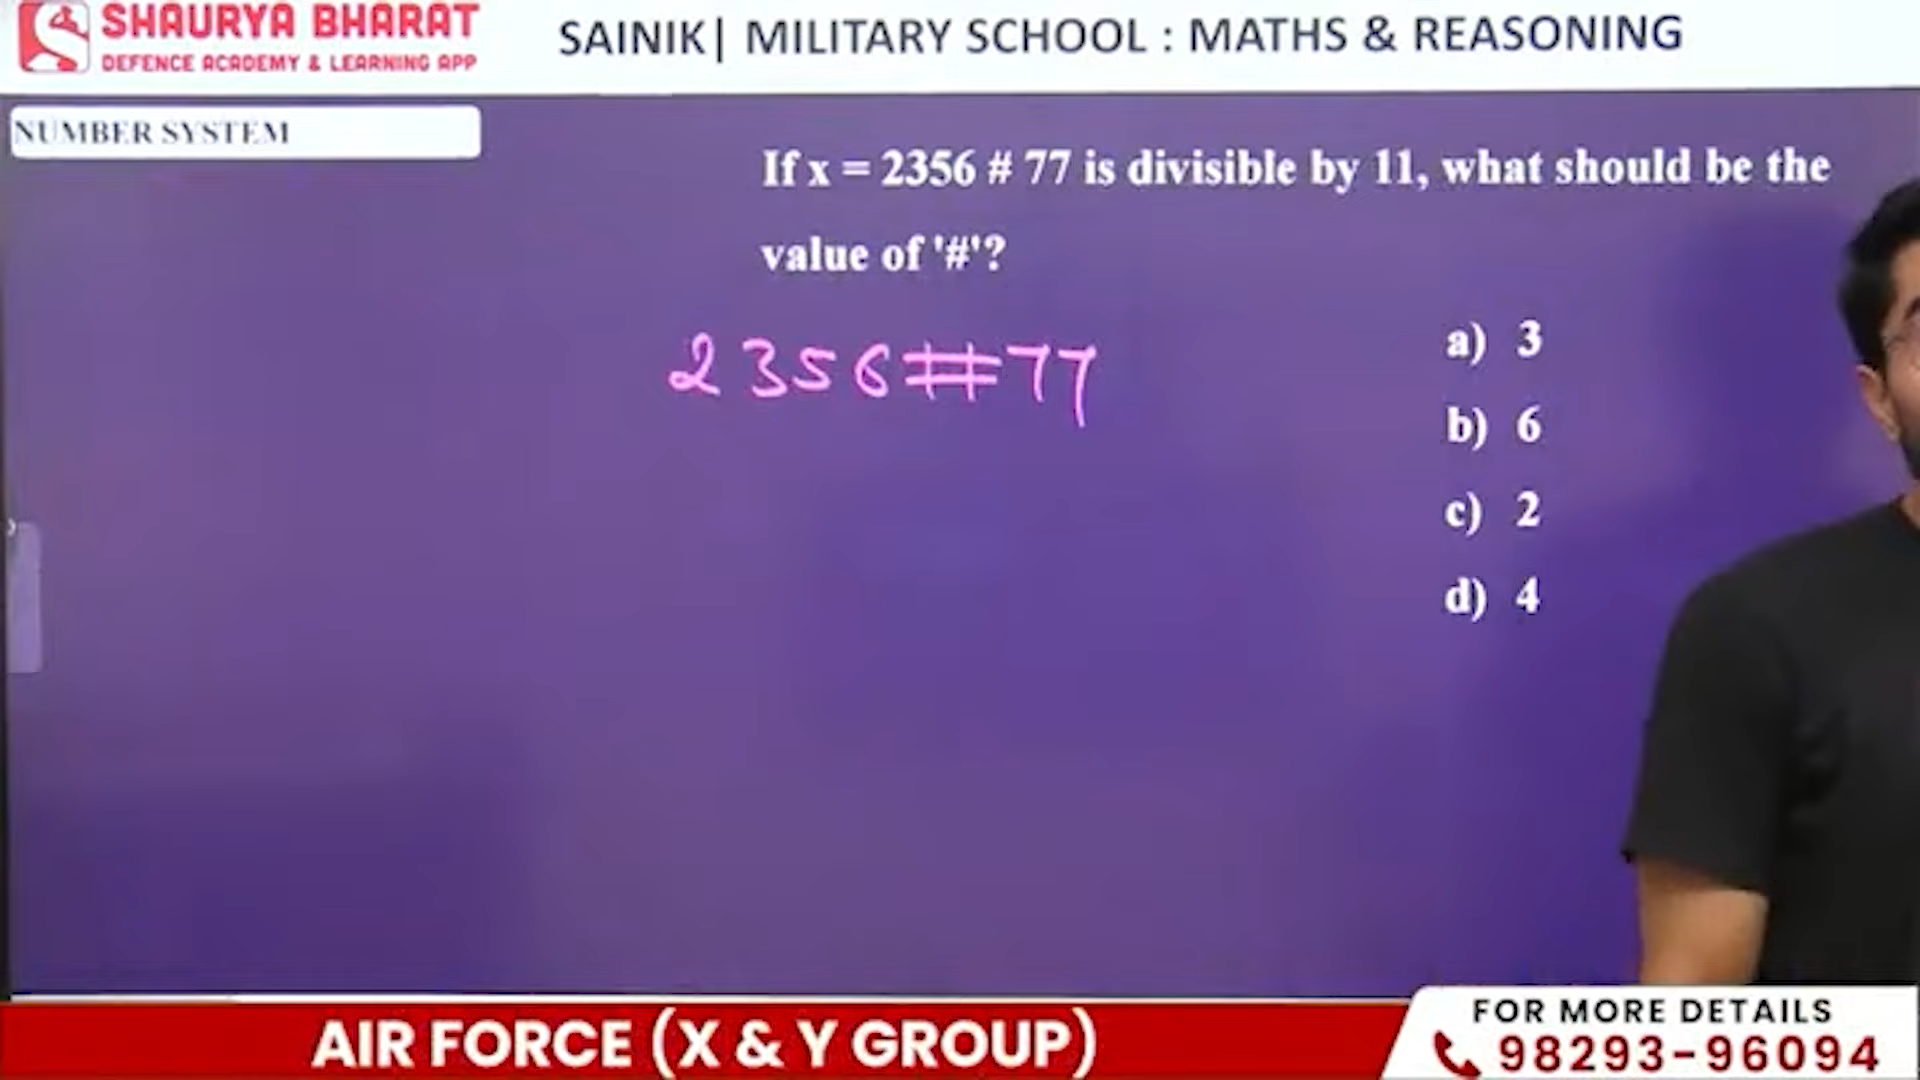 SHAURYA BHARAT
DEFENCE ACADEMY & LEARNING APP
SAINIK| MILITARY SCHOOL : MATHS & REASONING
NUMBER SYSTEM
If x = 2356 # 77 is divisible by 11, what should be the
value of '#'?
2356#77
a) 3
b) 6
c) 2
d) 4
AIR FORCE (X & Y GROUP)
FOR MORE DETAILS
98293-96094